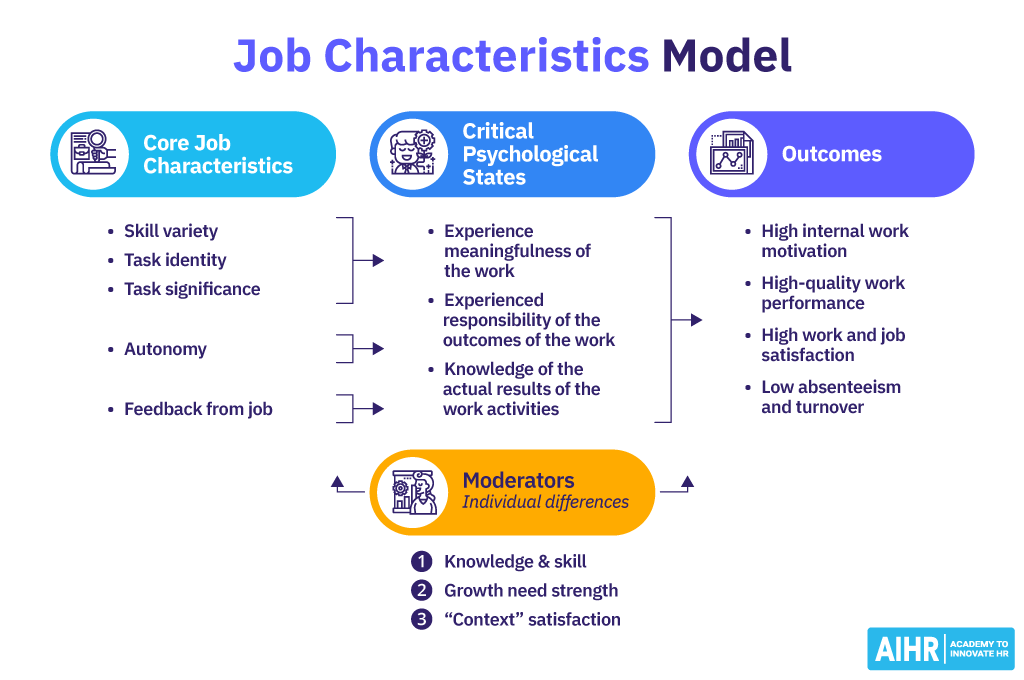 Job Characteristics Model
Core Job
Characteristics
• Skill variety
• Task identity
• Task significance
• Autonomy
• Feedback from job
Critical
Psychological
States
• Experience
meaningfulness of
the work
• Experienced
responsibility of the
outcomes of the work
• Knowledge of the
actual results of the
work activities
Outcomes
• High internal work
motivation
• High-quality work
performance
• High work and job
satisfaction
• Low absenteeism
and turnover
Moderators
Individual differences
1 Knowledge & skill
2 Growth need strength
3 “Context” satisfaction
AIHR
ACADEMY TO
INNOVATE HR